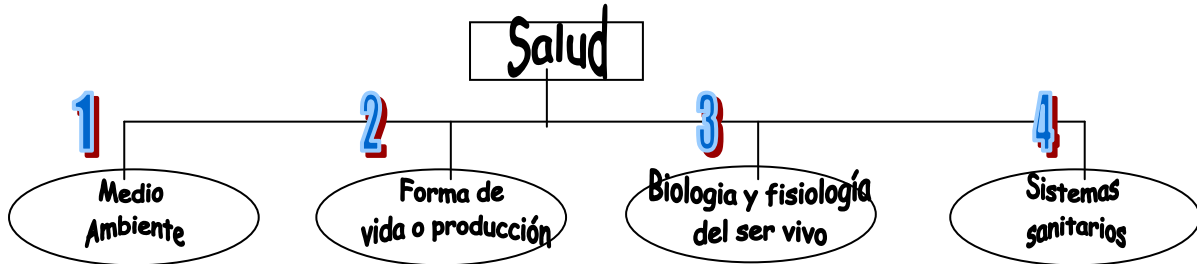 Salud
1
Medio
Ambiente
2
Forma de
vida o producción
3
Biologia y fisiología
del ser vivo
4
Sistemas
sanitarios